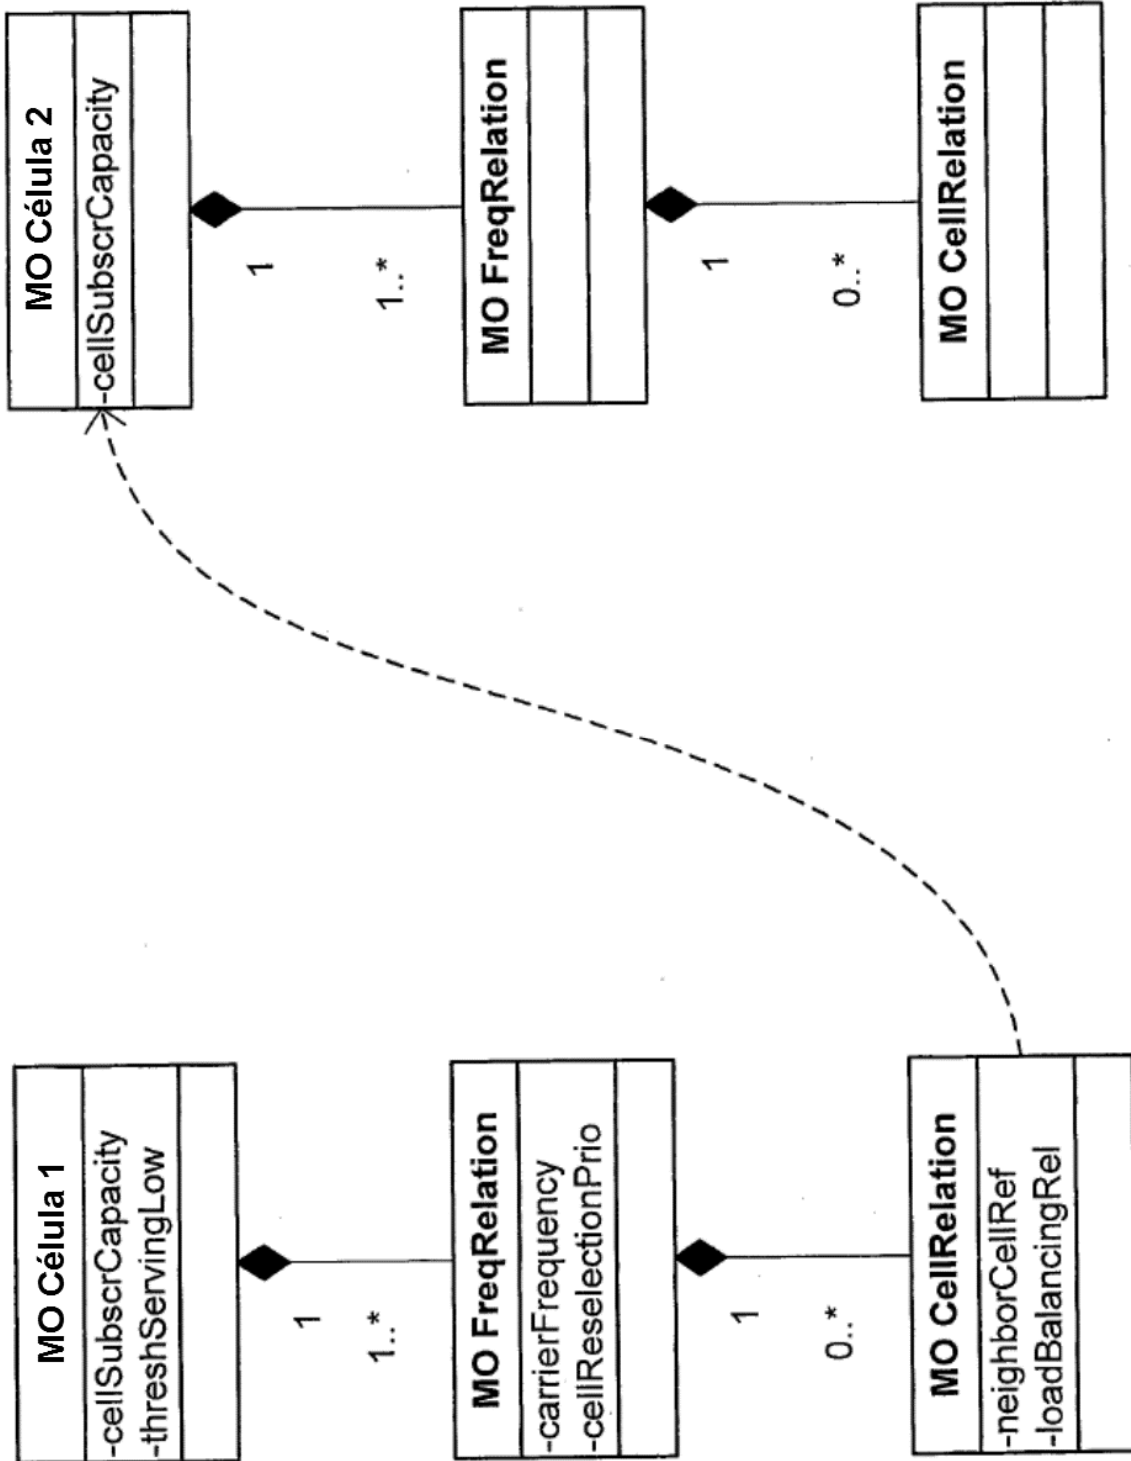 MO Célula 1
-cellSubscrCapacity
-threshServingLow
1
1..*
MO FreqRelation
-carrierFrequency
-cellReselectionPrio
1
0..*
MO CellRelation
-neighborCellRef
-loadBalancingRel
MO Célula 2
-cellSubscrCapacity
1
1..*
MO FreqRelation
1
0..*
MO CellRelation